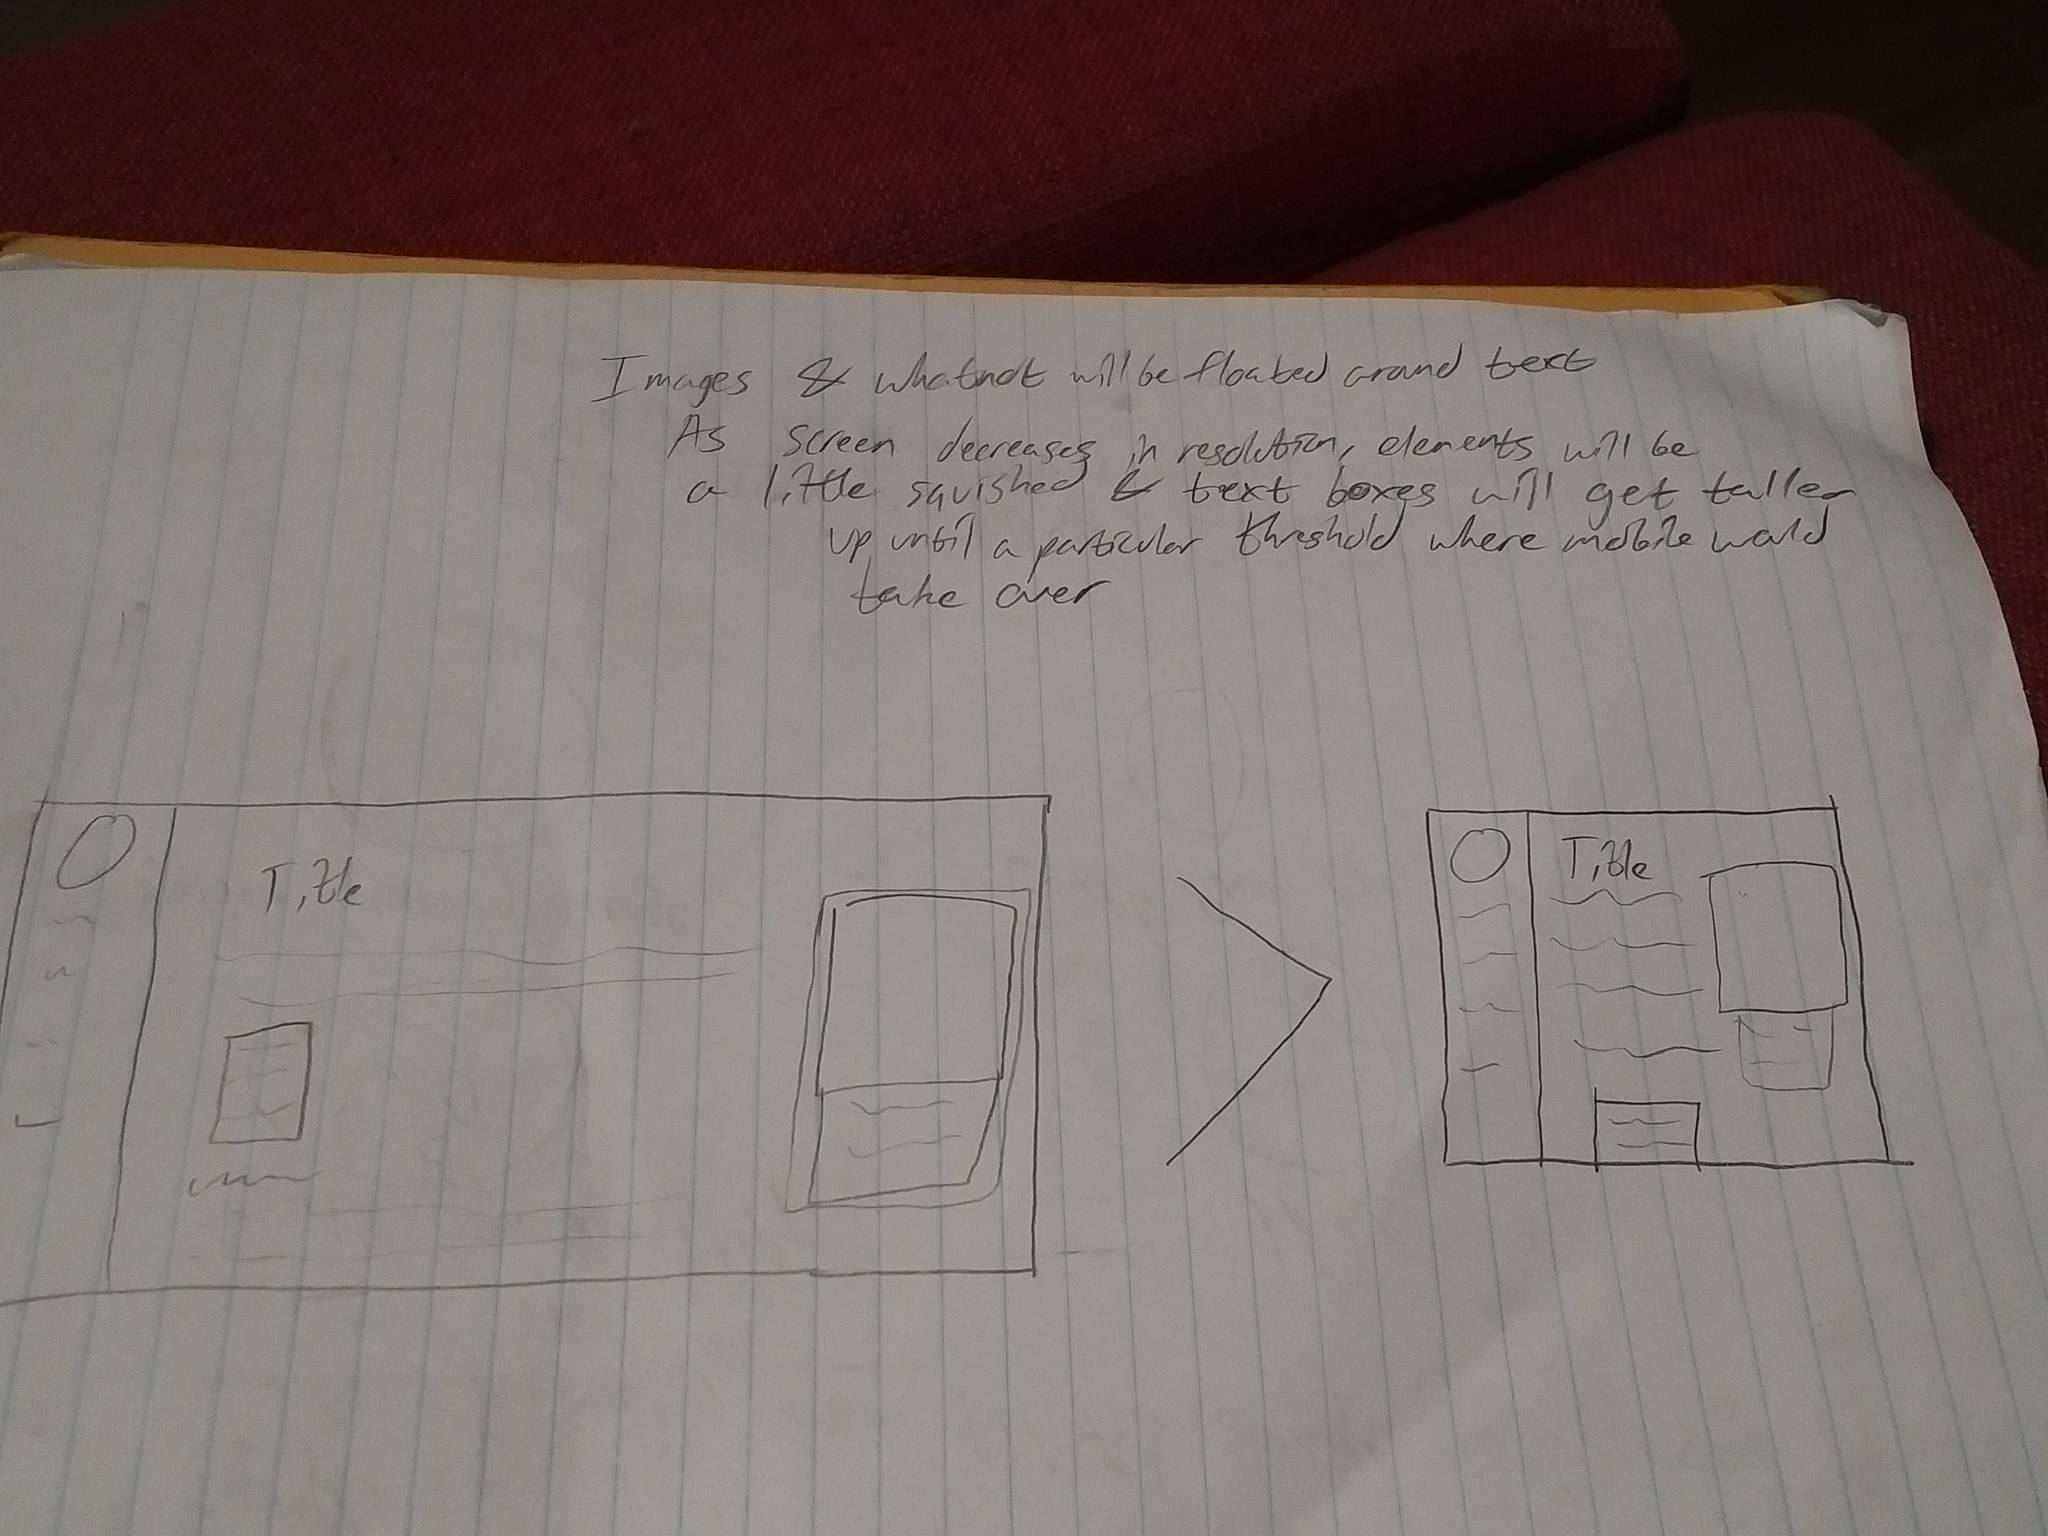 Images & whatnot will be floated around text
As screen decreases in resolution, elements will be
a little squished & text boxes will get taller
up until a particular threshold where mobile would
take over
Title
Title